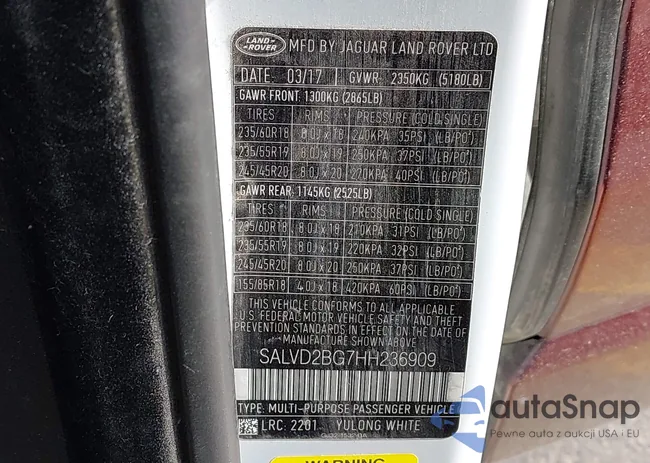 LAND-ROVER
MFD BY JAGUAR LAND ROVER LTD
DATE 03/17 GVWR 2350KG (5180LB)
GAWR FRONT 1300KG (2865LB)
TIRES RIMS PRESSURE (COLD/SINGLE)
235/60R18 8.0J x 18 240KPA 35PSI (LB/PO²)
235/55R19 8.0J x 19 250KPA 37PSI (LB/PO²)
245/45R20 8.0J x 20 270KPA 40PSI (LB/PO²)
GAWR REAR 1145KG (2525LB)
TIRES RIMS PRESSURE (COLD SINGLE)
235/60R18 8.0J x 18 210KPA 31PSI (LB/PO²)
235/55R19 8.0J x 19 220KPA 32PSI (LB/PO²)
245/45R20 8.0J x 20 250KPA 37PSI (LB/PO²)
155/85R18 4.0J x 18 420KPA 60PSI (LB/PO²)
THIS VEHICLE CONFORMS TO ALL APPLICABLE
U.S. FEDERAL MOTOR VEHICLE SAFETY AND THEFT
PREVENTION STANDARDS IN EFFECT ON THE DATE OF
MANUFACTURE SHOWN ABOVE
SALVD2BG7HH236909
TYPE: MULTI-PURPOSE PASSENGER VEHICLE
LRC: 2201 YULONG WHITE
autoSnap
Pewne auta z aukcji USA i EU